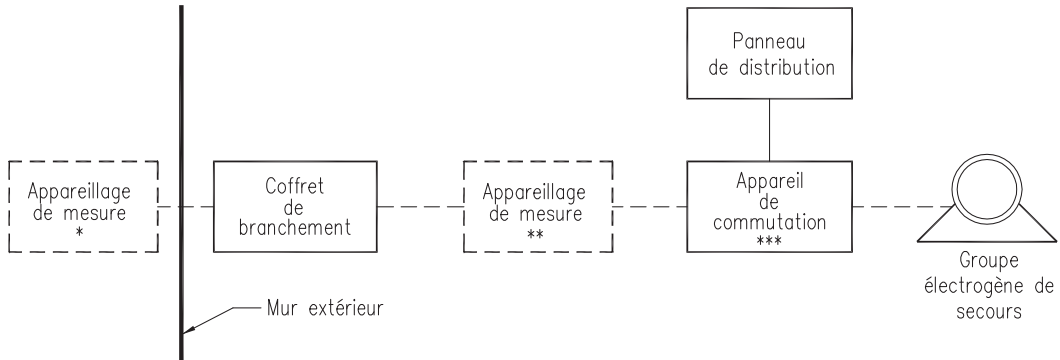 Panneau
de distribution
Appareillage
de mesure
*
Coffret
de
branchement
Appareillage
de mesure
**
Appareil
de
commutation
***
Groupe
électrogène de
secours
Mur extérieur